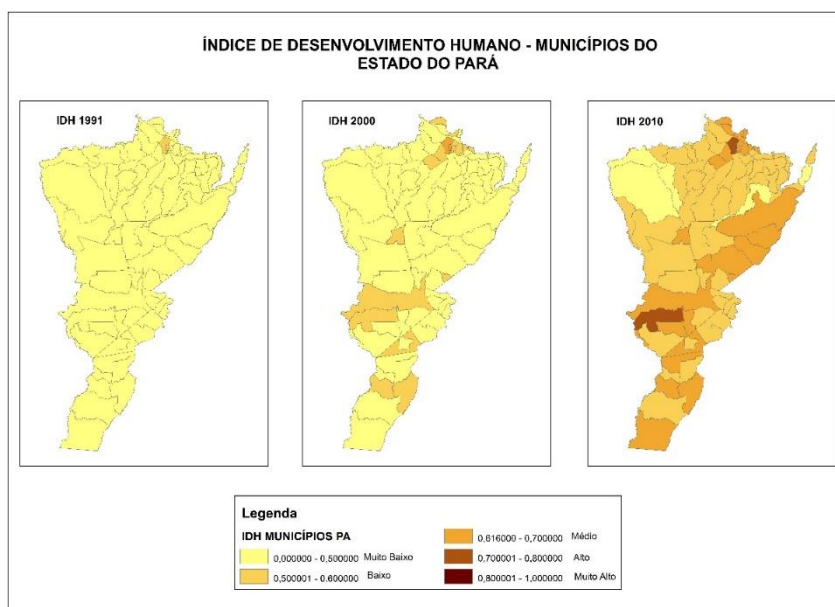 ÍNDICE DE DESENVOLVIMENTO HUMANO - MUNICÍPIOS DO
ESTADO DO PARÁ
IDH 1991
IDH 2000
IDH 2010
Legenda
IDH MUNICÍPIOS PA
0,000000 - 0,500000 Muito Baixo
0,500001 - 0.600000 Baixo
0,616000 - 0,700000 Médio
0,700001 - 0,800000 Alto
0,800001 - 1,000000 Muito Alto